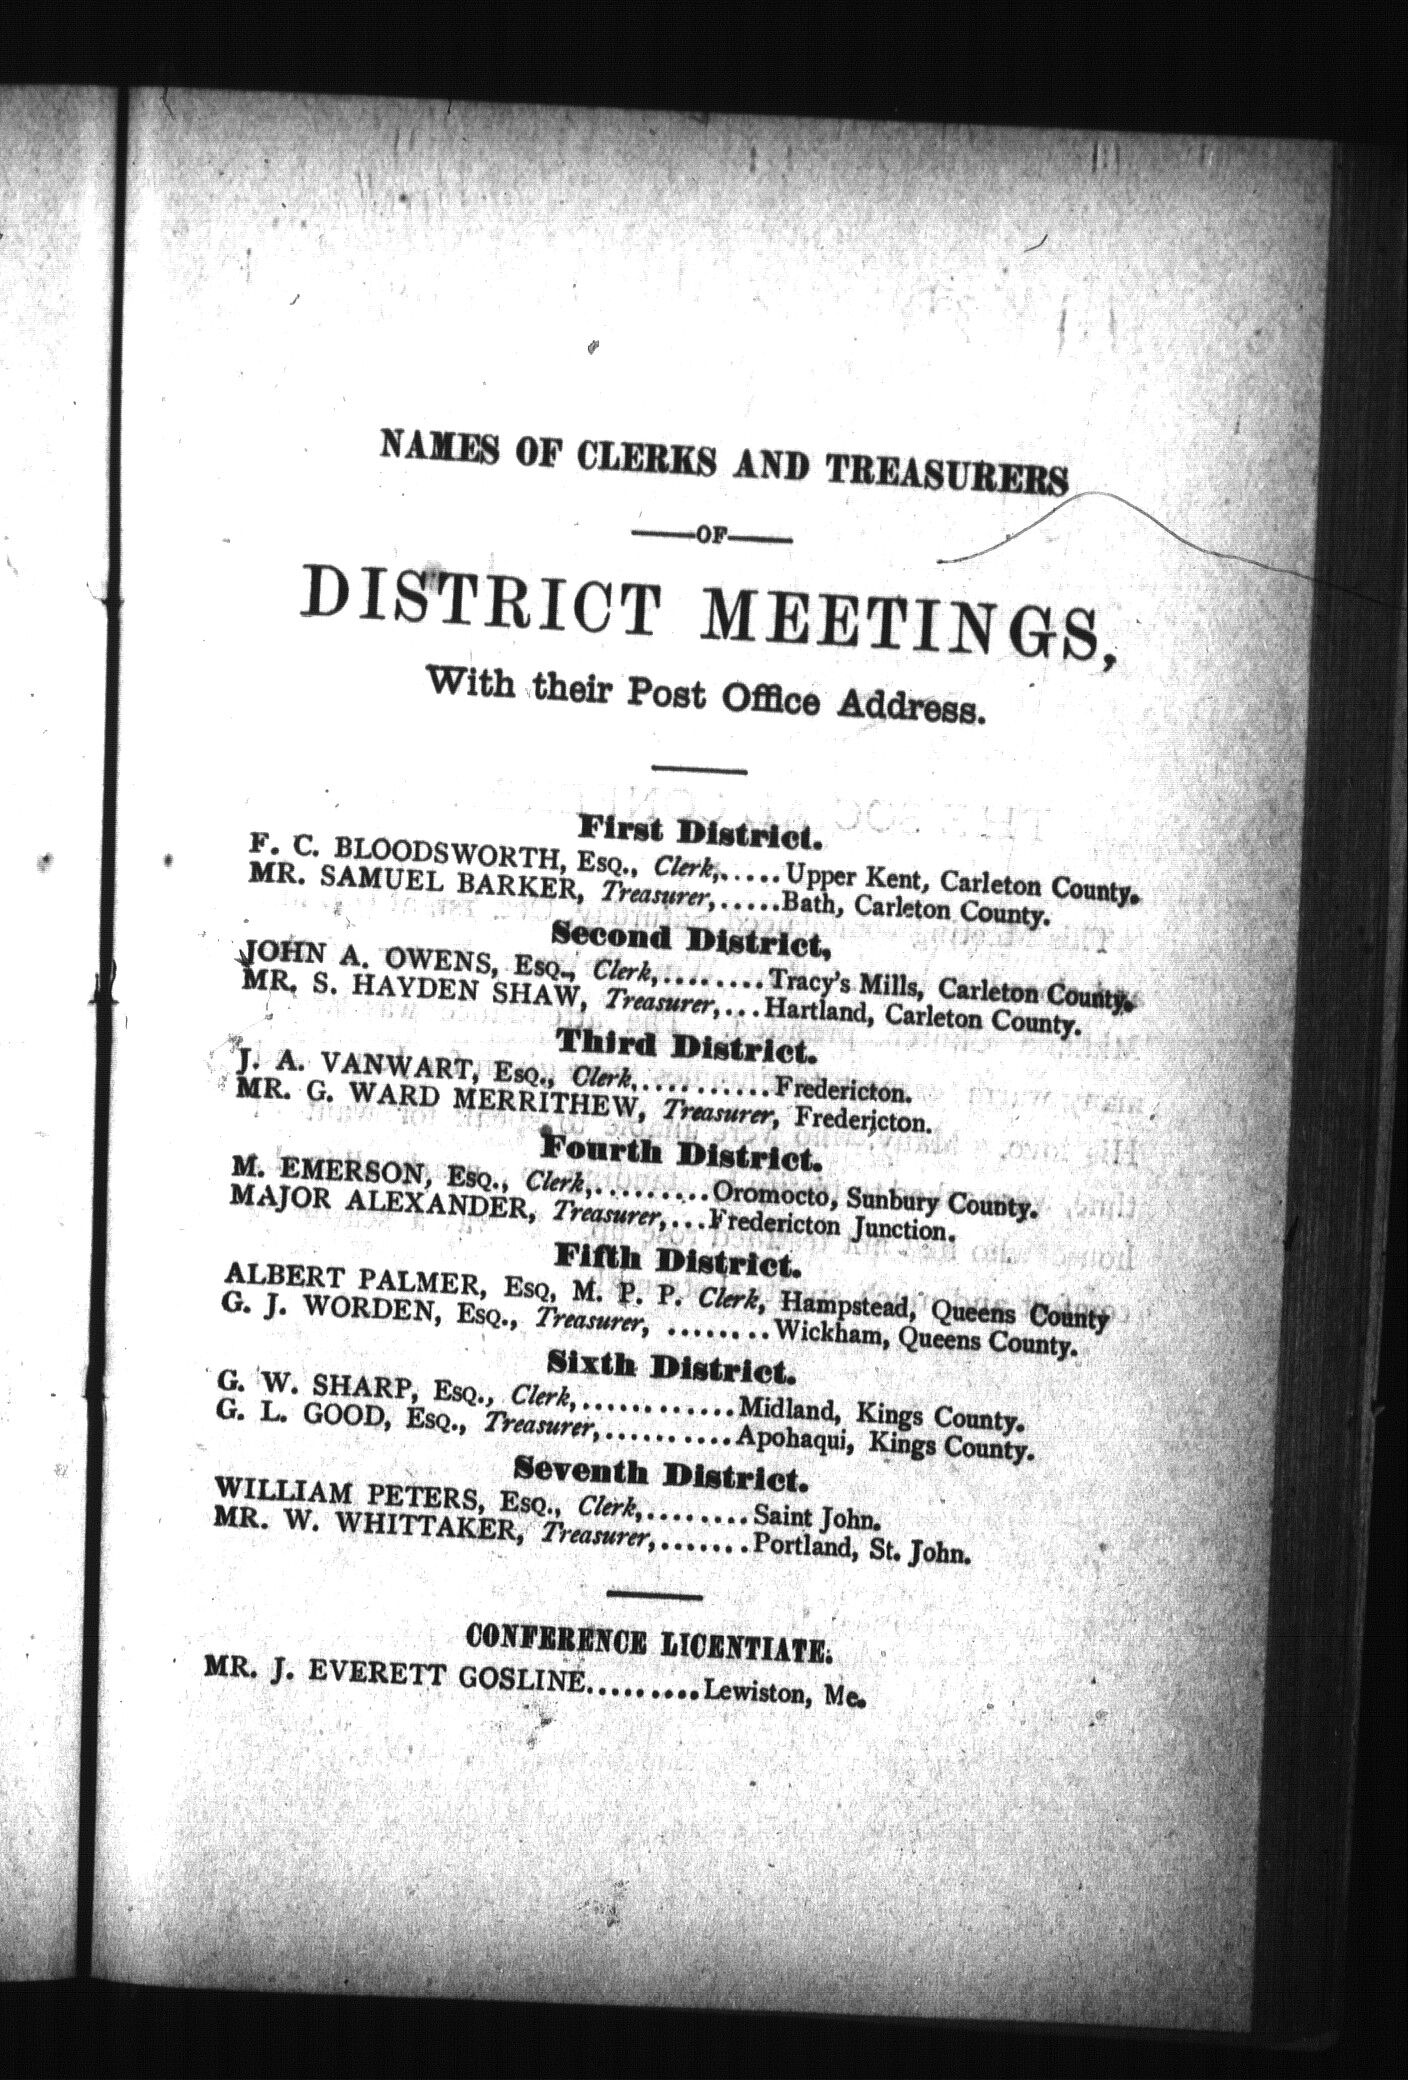 NAMES OF CLERKS AND TREASURERS
——OF——
DISTRICT MEETINGS,
With their Post Office Address.
First District.
F. C. BLOODSWORTH, Esq., Clerk,......Upper Kent, Carleton County.
MR. SAMUEL BARKER, Treasurer,.....Bath, Carleton County.
Second District,
JOHN A. OWENS, Esq., Clerk,.........Tracy's Mills, Carleton County.
MR. S. HAYDEN SHAW, Treasurer,...Hartland, Carleton County.
Third District.
J. A. VANWART, Esq., Clerk,...........Fredericton.
MR. G. WARD MERRITHEW, Treasurer, Fredericton.
Fourth District.
M. EMERSON, Esq., Clerk,.........Oromocto, Sunbury County.
MAJOR ALEXANDER, Treasurer,...Fredericton Junction.
Fifth District.
ALBERT PALMER, Esq, M. P. P. Clerk, Hampstead, Queens County
G. J. WORDEN, Esq., Treasurer, ........Wickham, Queens County.
Sixth District.
G. W. SHARP, Esq., Clerk,............Midland, Kings County.
G. L. GOOD, Esq., Treasurer,..........Apohaqui, Kings County.
Seventh District.
WILLIAM PETERS, Esq., Clerk,........Saint John.
MR. W. WHITTAKER, Treasurer,.......Portland, St. John.
CONFERENCE LICENTIATE.
MR. J. EVERETT GOSLINE.........Lewiston, Me.